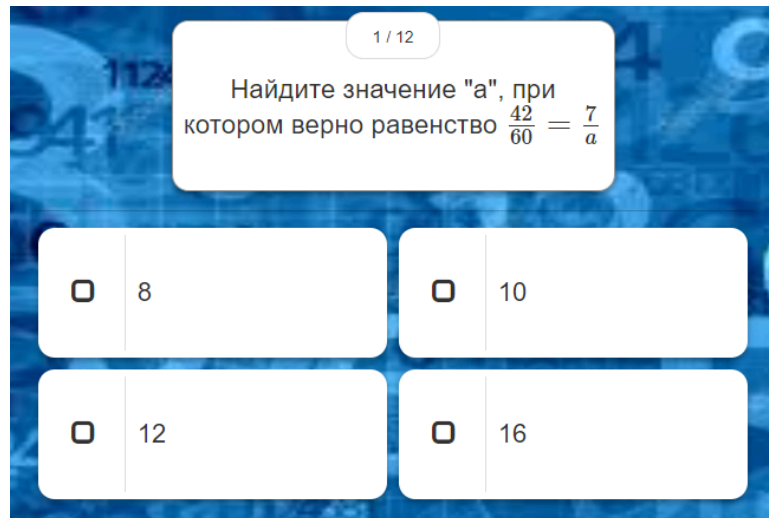 1 / 12
Найдите значение "а", при
котором верно равенство 42/60 = 7/a
8
10
12
16